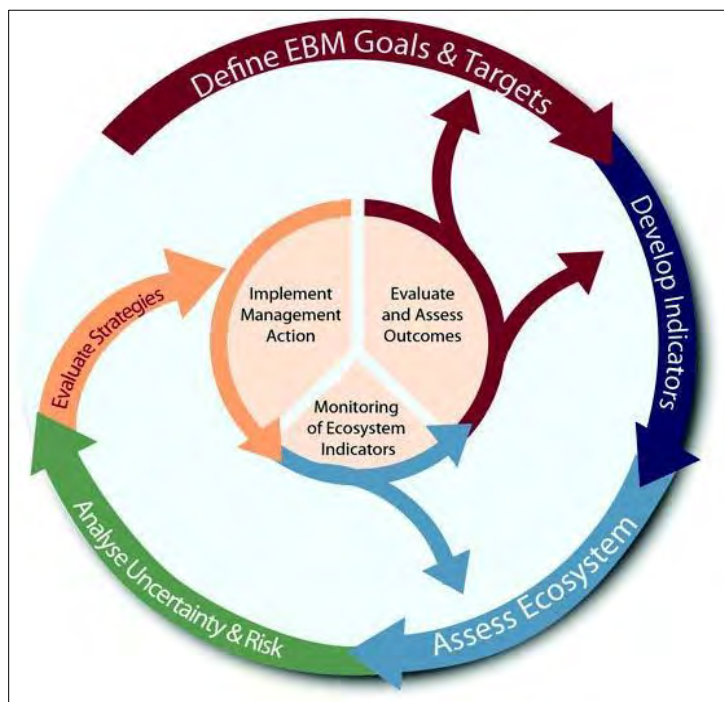 Define EBM Goals & Targets
Develop Indicators
Assess Ecosystem
Analyse Uncertainty & Risk
Evaluate Strategies
Implement
Management
Action
Evaluate
and Assess
Outcomes
Monitoring
of Ecosystem
Indicators